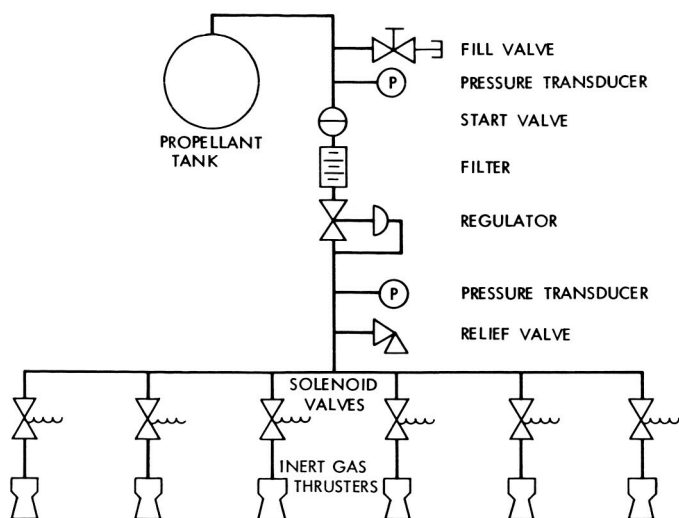 FILL VALVE
P
PRESSURE TRANSDUCER
START VALVE
PROPELLANT
TANK
FILTER
REGULATOR
P
PRESSURE TRANSDUCER
RELIEF VALVE
SOLENOID
VALVES
INERT GAS
THRUSTERS